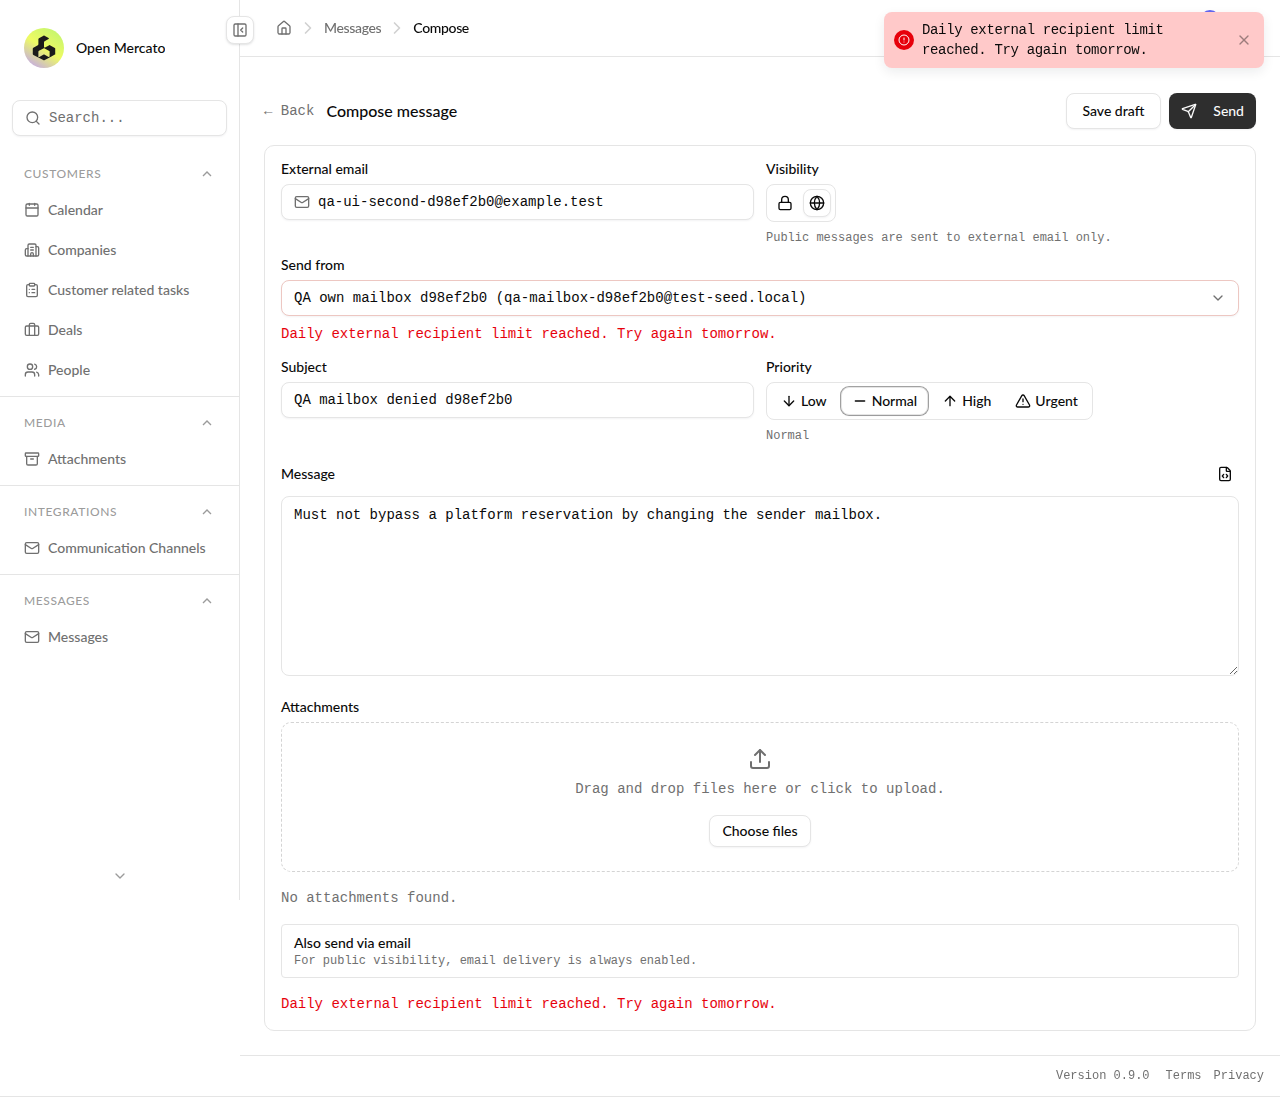 Open Mercato
Messages
Compose
Daily external recipient limit
reached. Try again tomorrow.
Search...
← Back
Compose message
Save draft
Send
CUSTOMERS
Calendar
Companies
Customer related tasks
Deals
People
MEDIA
Attachments
INTEGRATIONS
Communication Channels
MESSAGES
Messages
External email
qa-ui-second-d98ef2b0@example.test
Visibility
Public messages are sent to external email only.
Send from
QA own mailbox d98ef2b0 (qa-mailbox-d98ef2b0@test-seed.local)
Daily external recipient limit reached. Try again tomorrow.
Subject
QA mailbox denied d98ef2b0
Priority
Low
Normal
High
Urgent
Normal
Message
Must not bypass a platform reservation by changing the sender mailbox.
Attachments
Drag and drop files here or click to upload.
Choose files
No attachments found.
Also send via email
For public visibility, email delivery is always enabled.
Daily external recipient limit reached. Try again tomorrow.
Version 0.9.0
Terms
Privacy